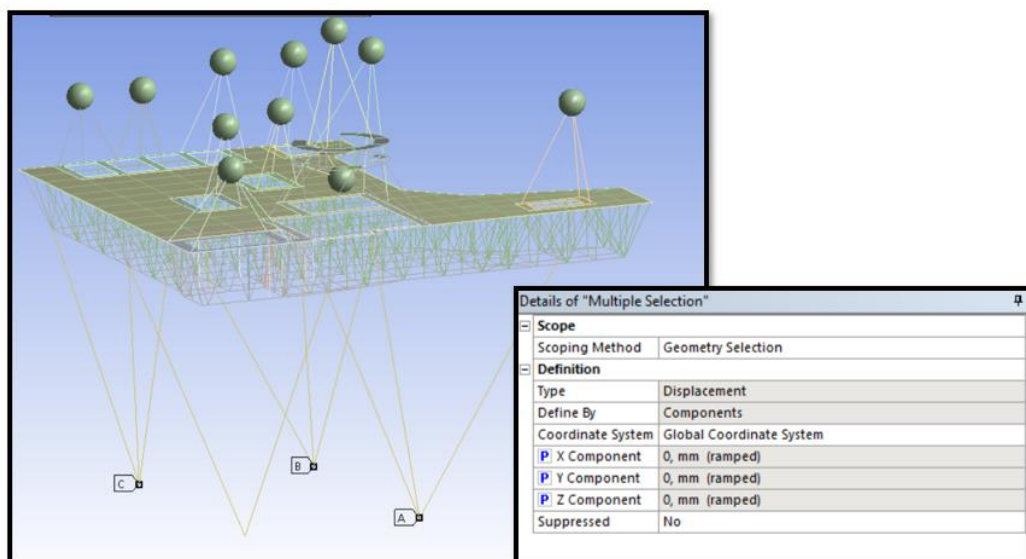 C
B
A
Details of "Multiple Selection"
Scope
Scoping Method Geometry Selection
Definition
Type Displacement
Define By Components
Coordinate System Global Coordinate System
P X Component 0, mm (ramped)
P Y Component 0, mm (ramped)
P Z Component 0, mm (ramped)
Suppressed No